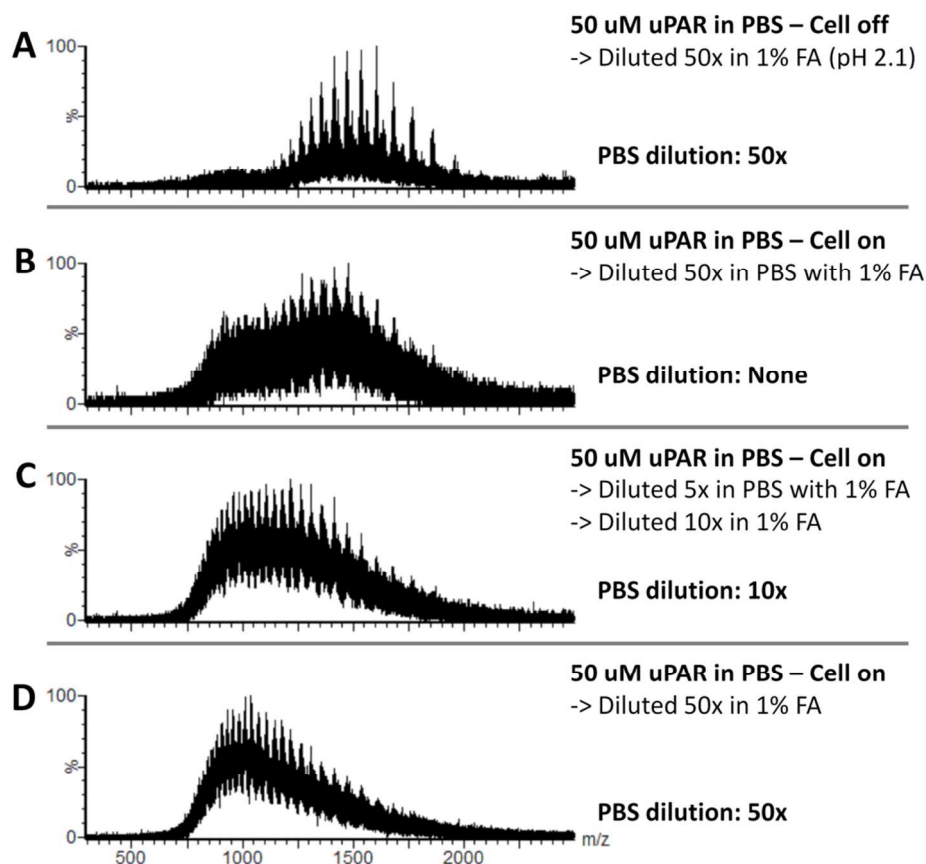 A
100
%
0
50 uM uPAR in PBS – Cell off
-> Diluted 50x in 1% FA (pH 2.1)
PBS dilution: 50x
B
100
%
0
50 uM uPAR in PBS – Cell on
-> Diluted 50x in PBS with 1% FA
PBS dilution: None
C
100
%
0
50 uM uPAR in PBS – Cell on
-> Diluted 5x in PBS with 1% FA
-> Diluted 10x in 1% FA
PBS dilution: 10x
D
100
%
0
50 uM uPAR in PBS – Cell on
-> Diluted 50x in 1% FA
PBS dilution: 50x
m/z
500 1000 1500 2000